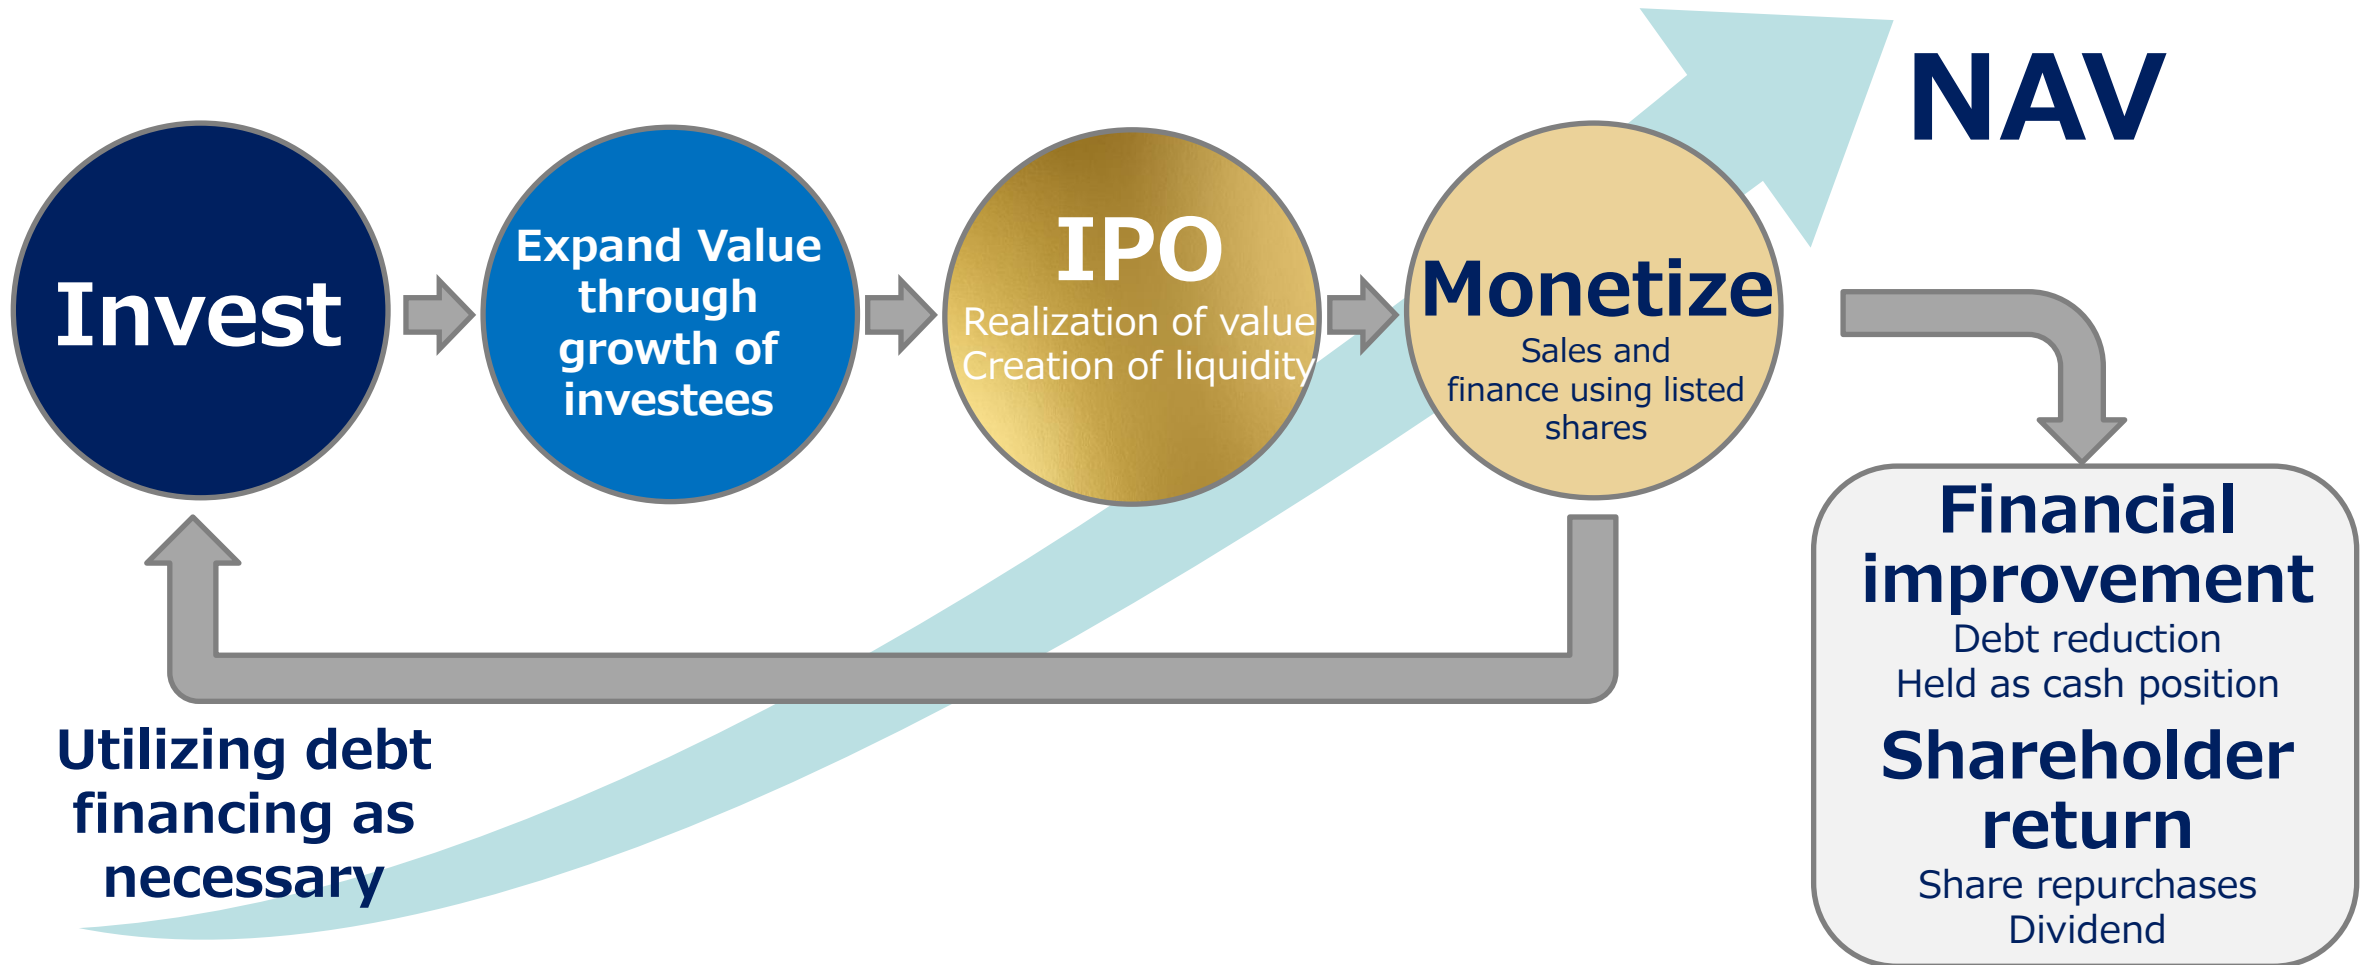 NAV
Invest
Expand Value
through
growth of
investees
IPO
Realization of value
Creation of liquidity
Monetize
Sales and
finance using listed
shares
Financial
improvement
Debt reduction
Held as cash position
Shareholder
return
Share repurchases
Dividend
Utilizing debt
financing as
necessary